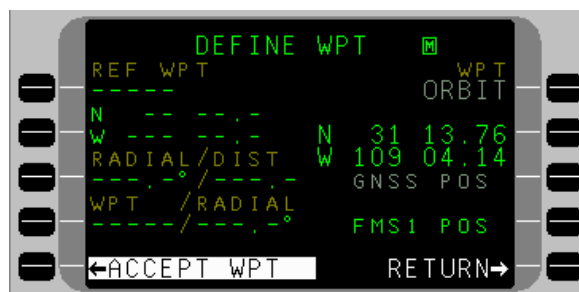 DEFINE WPT M
REF WPT WPT
----- ORBIT
N -- --.-
W --- --.- N 31 13.76
RADIAL/DIST W 109 04.14
---.-°/---.- GNSS POS
WPT /RADIAL
-----/---.-° FMS1 POS
←ACCEPT WPT RETURN→